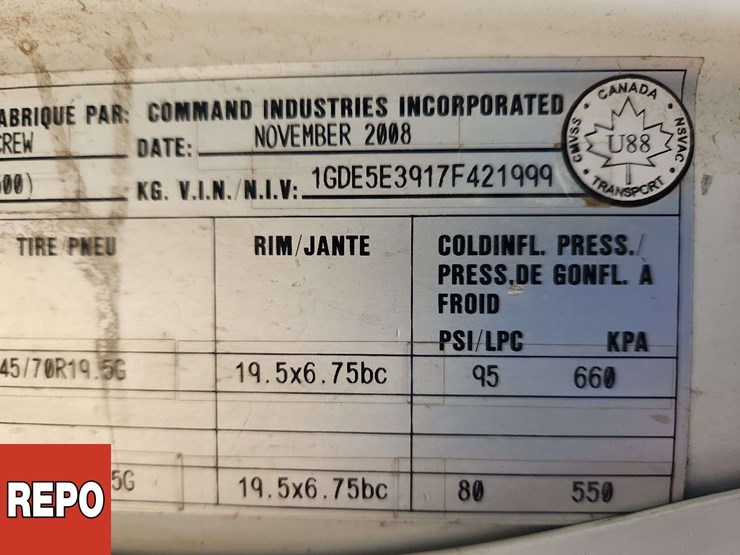 ABRIQUÉ PAR: COMMAND INDUSTRIES INCORPORATED
CREW DATE: NOVEMBER 2008
500) KG. V.I.N./N.I.V: 1GDE5E3917F421999
CANADA
CMVSS U88 NSVAC
TRANSPORT
TIRE PNEU RIM/JANTE COLDINFL. PRESS./
PRESS.DE GONFL. A
FROID
PSI/LPC KPA
45/70R19.5G 19.5x6.75bc 95 660
5G 19.5x6.75bc 80 550
REPO